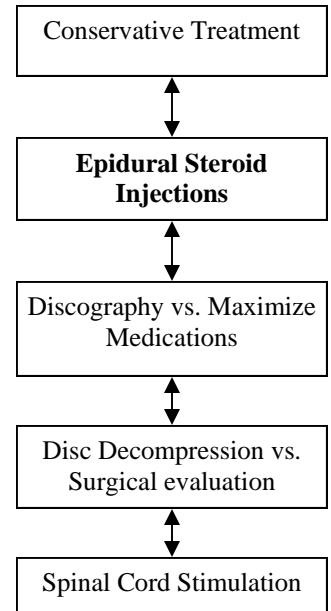 Conservative Treatment
Epidural Steroid
Injections
Discography vs. Maximize
Medications
Disc Decompression vs.
Surgical evaluation
Spinal Cord Stimulation